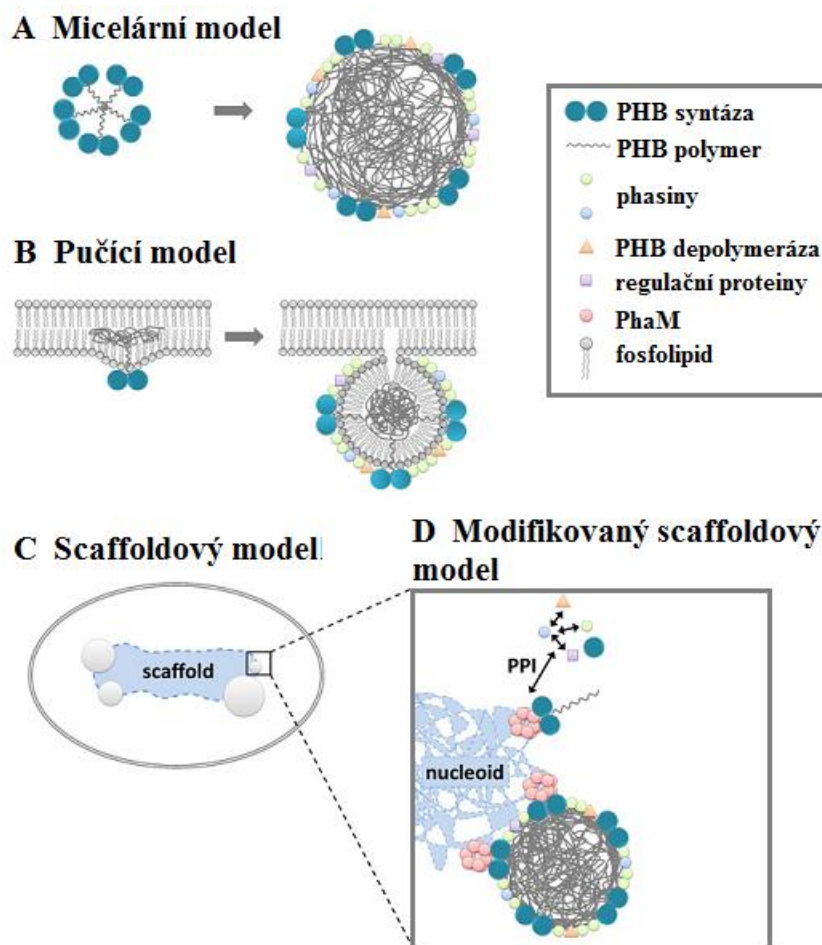 A Micelární model
PHB syntáza
PHB polymer
phasiny
PHB depolymeráza
regulační proteiny
PhaM
fosfolipid
B Pučící model
C Scaffoldový model
scaffold
D Modifikovaný scaffoldový
model
PPI
nucleoid